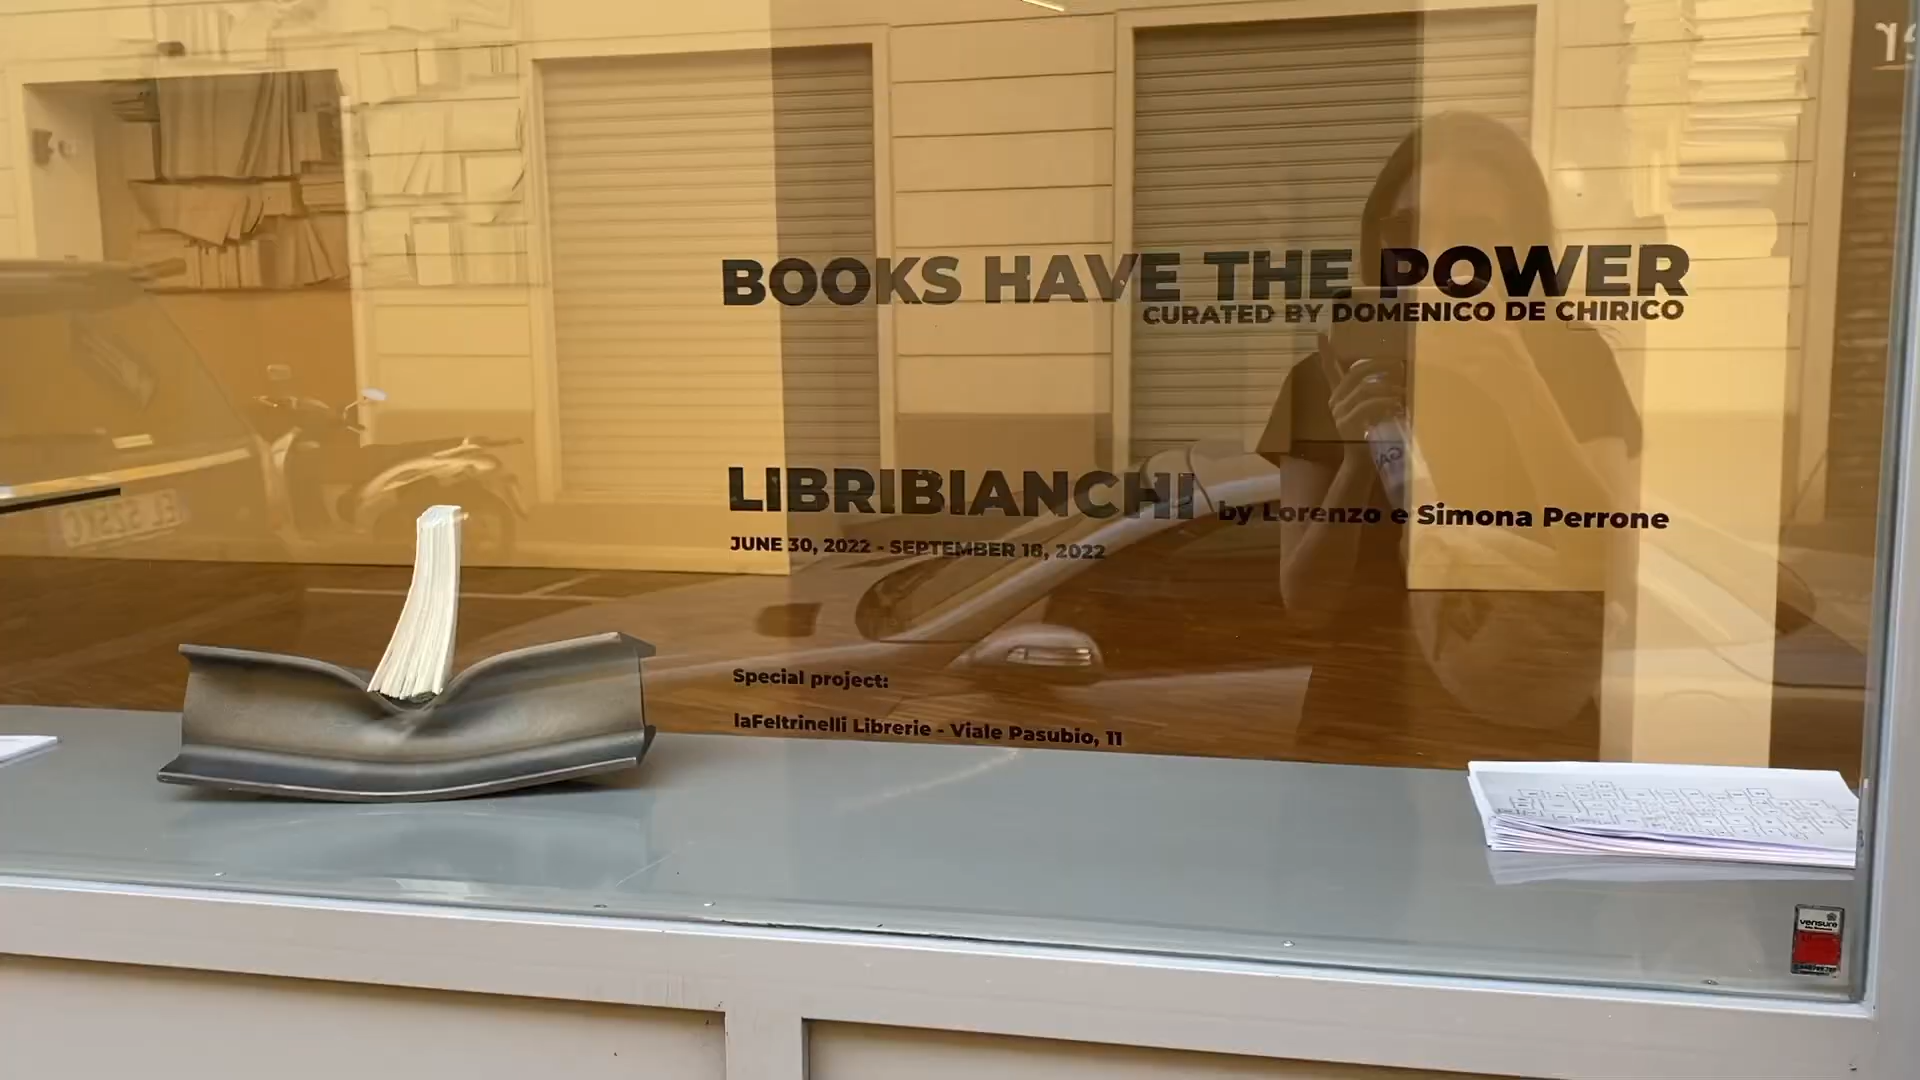 BOOKS HAVE THE POWER
CURATED BY DOMENICO DE CHIRICO
LIBRIBIANCHI by Lorenzo e Simona Perrone
JUNE 30, 2022 - SEPTEMBER 18, 2022
Special project:
laFeltrinelli Librerie - Viale Pasubio, 11
verisure